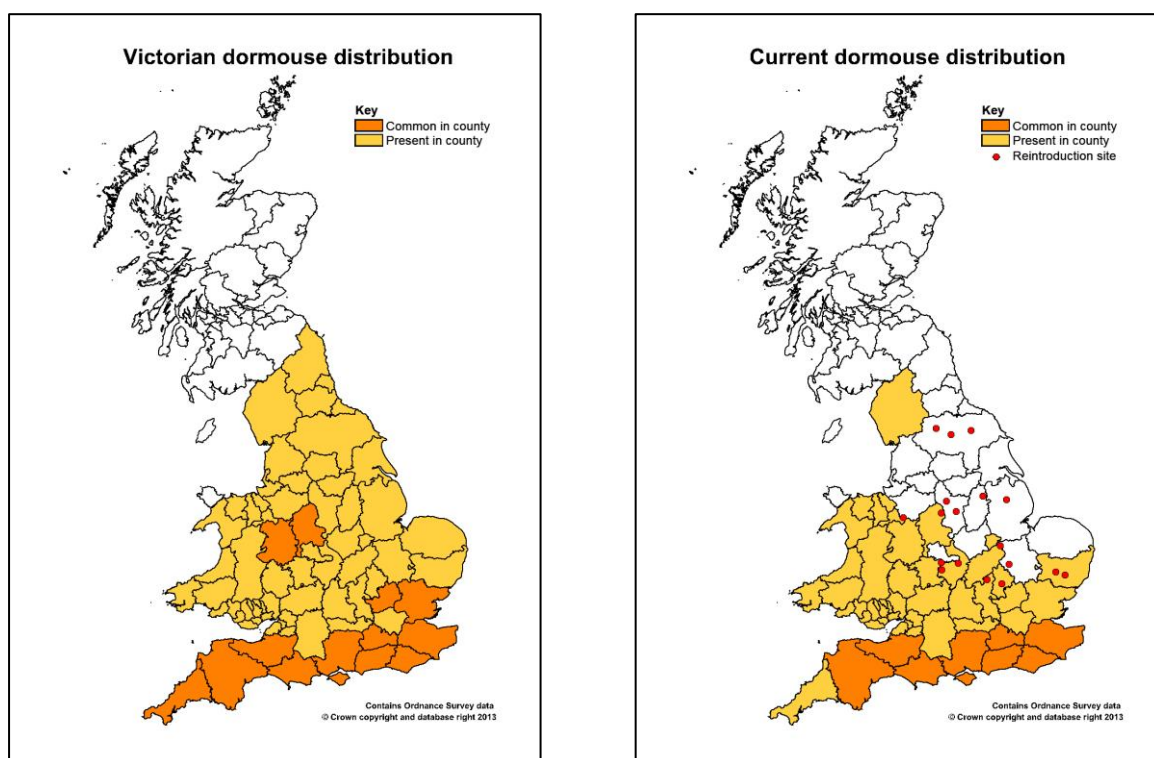 Victorian dormouse distribution
Key
Common in county
Present in county
Contains Ordnance Survey data
© Crown copyright and database right 2013
Current dormouse distribution
Key
Common in county
Present in county
Reintroduction site
Contains Ordnance Survey data
© Crown copyright and database right 2013